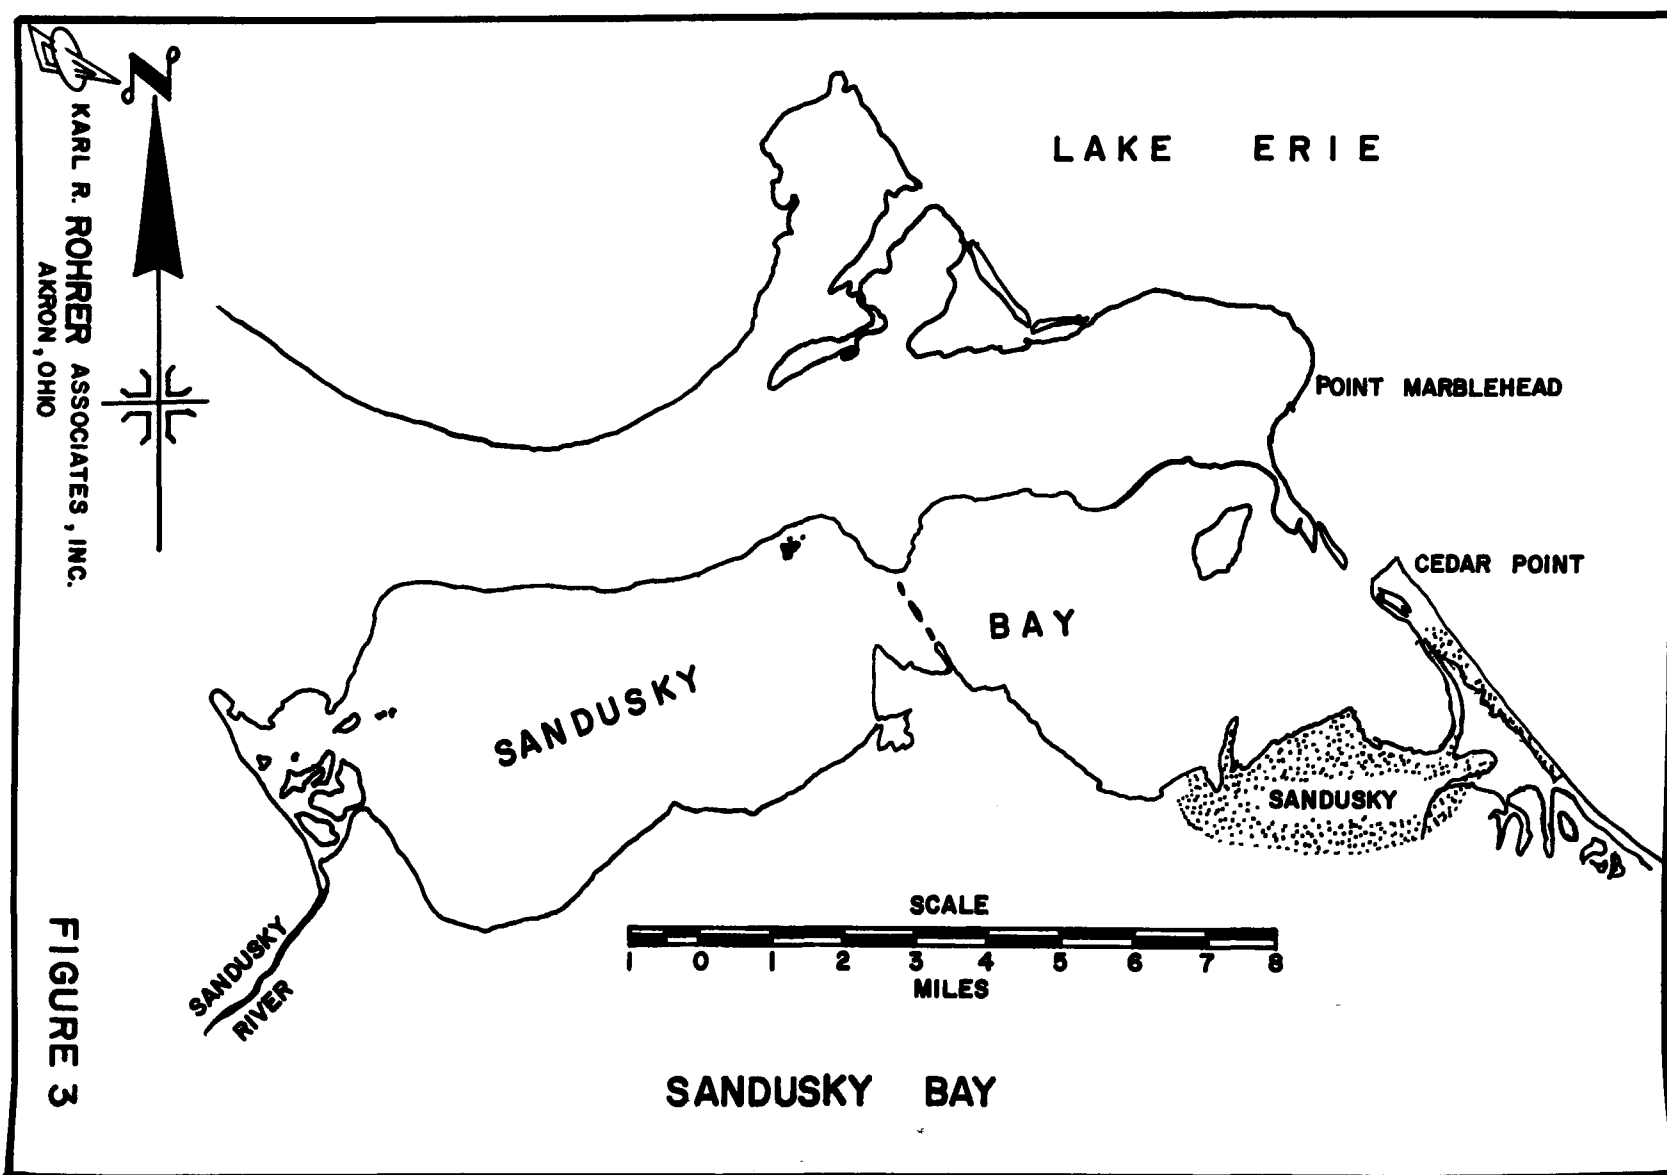 N
KARL R. ROHRER ASSOCIATES, INC.
AKRON, OHIO
LAKE ERIE
POINT MARBLEHEAD
CEDAR POINT
SANDUSKY BAY
SANDUSKY
SANDUSKY RIVER
SCALE
1 0 1 2 3 4 5 6 7 8
MILES
SANDUSKY BAY
FIGURE 3